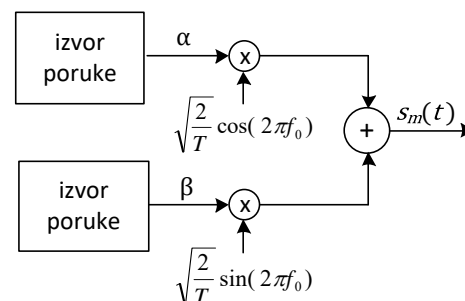 izvor
poruke
α
x
√(2/T) cos( 2πf₀)
+
sₘ(t)
izvor
poruke
β
x
√(2/T) sin( 2πf₀)